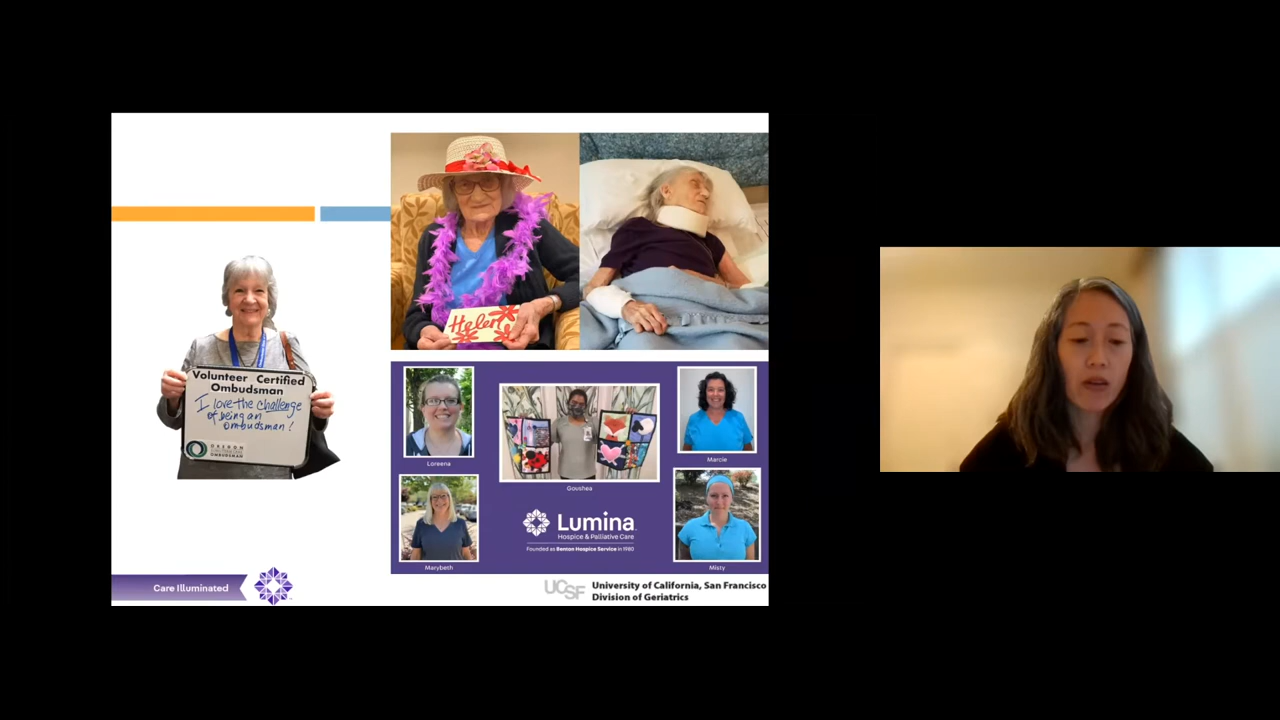 Volunteer Certified
Ombudsman
I love the challenge
of being an
ombudsman!
OREGON
OMBUDSMAN
Helen
Loreena
Goushea
Marcie
Marybeth
Lumina
Hospice & Palliative Care
Founded as Benton Hospice Service in 1980
Misty
Care Illuminated
UCSF
University of California, San Francisco
Division of Geriatrics